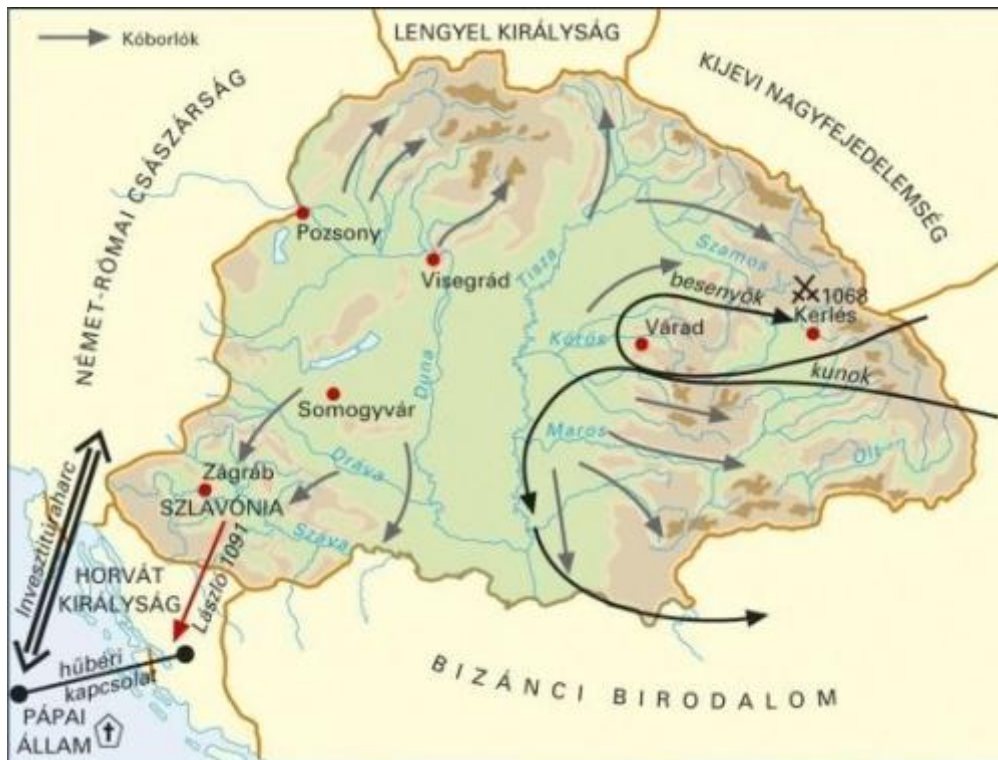 Kóborlók
LENGYEL KIRÁLYSÁG
KIJEVI NAGYFEJEDELEMSÉG
NÉMET-RÓMAI CSÁSZÁRSÁG
Pozsony
Visegrád
Tisza
Szamos
besenyők
1068
Kerlés
Várad
Körös
kunok
Duna
Somogyvár
Maros
Olt
Dráva
Zágráb
SZLAVÓNIA
Száva
Invesztitúraharc
László 1091
HORVÁT
KIRÁLYSÁG
hűbéri
kapcsolat
BIZÁNCI BIRODALOM
PÁPAI
ÁLLAM